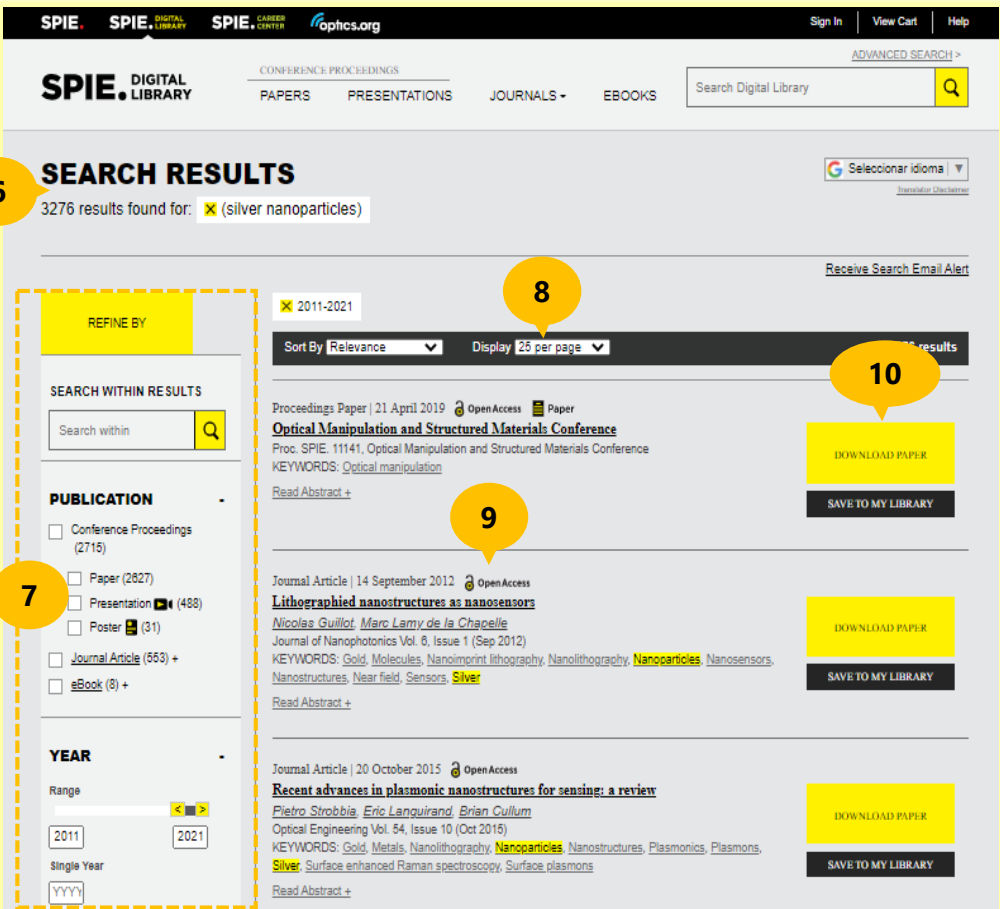 SPIE. SPIE. DIGITAL LIBRARY SPIE. CAREER CENTER optics.org Sign In View Cart Help
ADVANCED SEARCH >
SPIE. DIGITAL LIBRARY
CONFERENCE PROCEEDINGS
PAPERS PRESENTATIONS JOURNALS EBOOKS
Search Digital Library
6
SEARCH RESULTS
3276 results found for: (silver nanoparticles)
Seleccionar idioma
Translator Disclaimer
Receive Search Email Alert
8
REFINE BY
2011-2021
Sort By Relevance Display 25 per page results
10
SEARCH WITHIN RESULTS
Search within
Proceedings Paper | 21 April 2019 Open Access Paper
Optical Manipulation and Structured Materials Conference
Proc. SPIE. 11141, Optical Manipulation and Structured Materials Conference
KEYWORDS: Optical manipulation
Read Abstract +
DOWNLOAD PAPER
SAVE TO MY LIBRARY
9
PUBLICATION -
Conference Proceedings
(2715)
Paper (2627)
7
Presentation (488)
Poster (31)
Journal Article (553) +
eBook (8) +
Journal Article | 14 September 2012 Open Access
Lithographied nanostructures as nanosensors
Nicolas Guillot, Marc Lamy de la Chapelle
Journal of Nanophotonics Vol. 6, Issue 1 (Sep 2012)
KEYWORDS: Gold, Molecules, Nanoimprint lithography, Nanolithography, Nanoparticles, Nanosensors,
Nanostructures, Near field, Sensors, Silver
Read Abstract +
DOWNLOAD PAPER
SAVE TO MY LIBRARY
YEAR -
Range
< >
2011 2021
Single Year
YYYY
Journal Article | 20 October 2015 Open Access
Recent advances in plasmonic nanostructures for sensing: a review
Pietro Strobbia, Eric Languirand, Brian Cullum
Optical Engineering Vol. 54, Issue 10 (Oct 2015)
KEYWORDS: Gold, Metals, Nanolithography, Nanoparticles, Nanostructures, Plasmonics, Plasmons,
Silver, Surface enhanced Raman spectroscopy, Surface plasmons
Read Abstract +
DOWNLOAD PAPER
SAVE TO MY LIBRARY